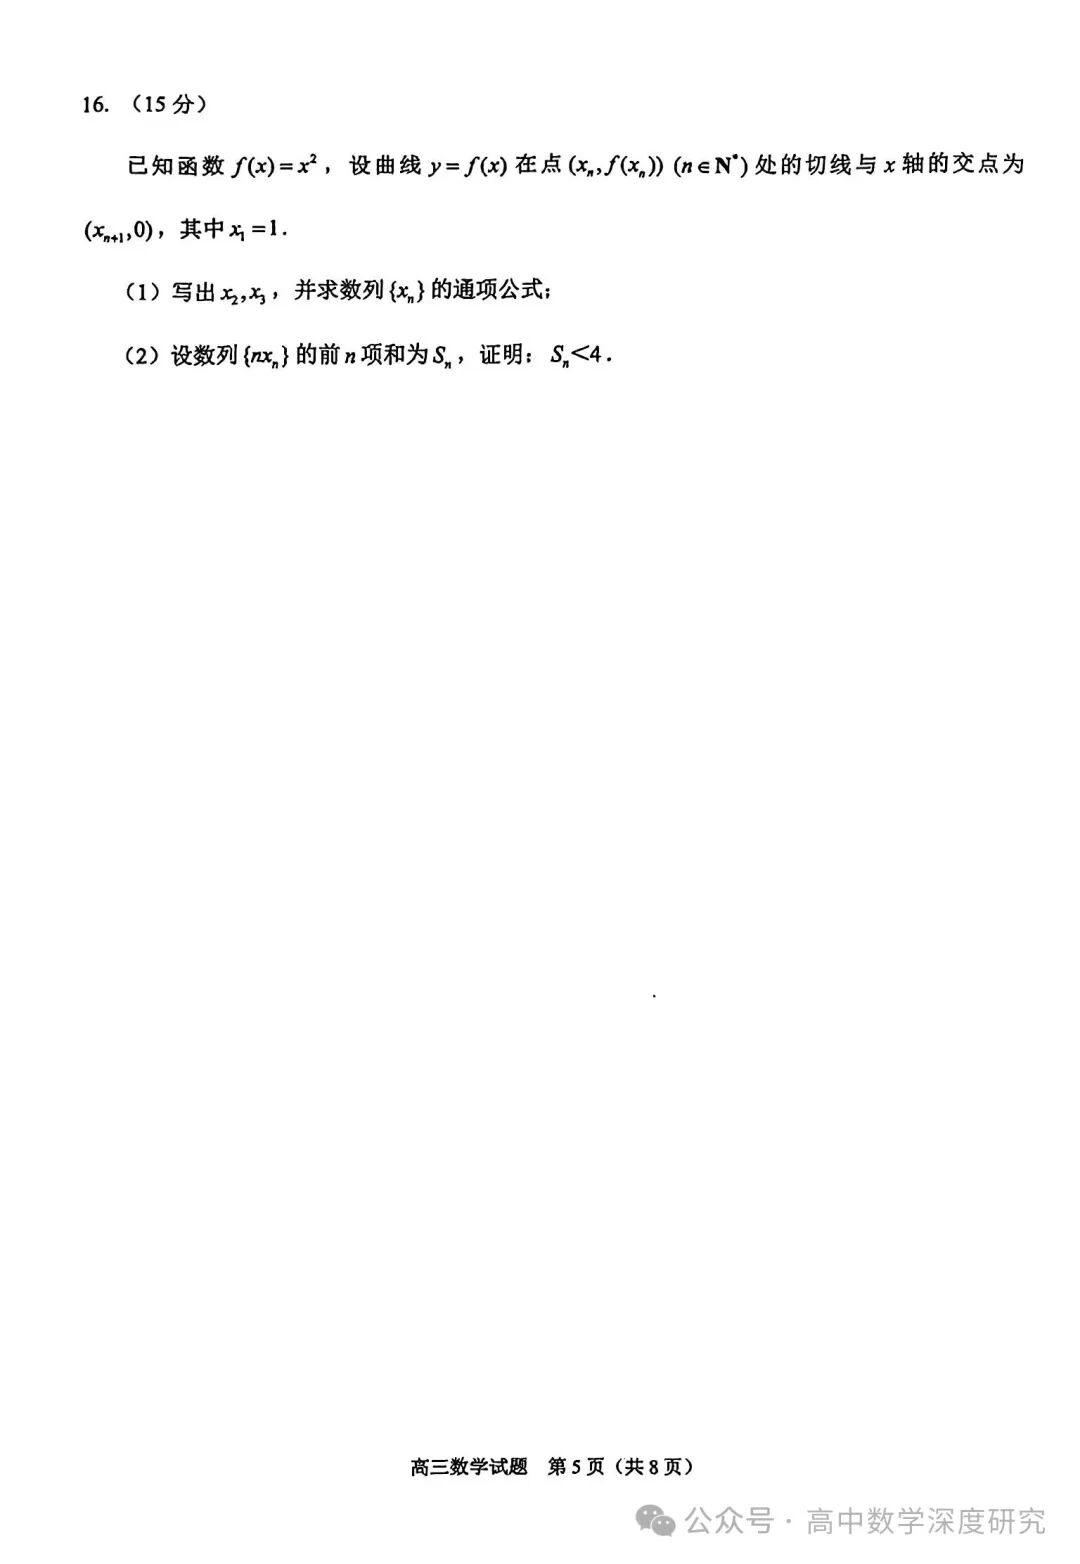 16. （15 分）
已知函数 f(x)=x²，设曲线 y=f(x) 在点 (xₙ,f(xₙ)) (n∈N*) 处的切线与 x 轴的交点为
(xₙ₊₁,0)，其中 x₁=1.
（1）写出 x₂,x₃，并求数列{xₙ}的通项公式；
（2）设数列{nxₙ}的前 n 项和为 Sₙ，证明：Sₙ<4.
高三数学试题 第 5 页（共 8 页）
公众号·高中数学深度研究